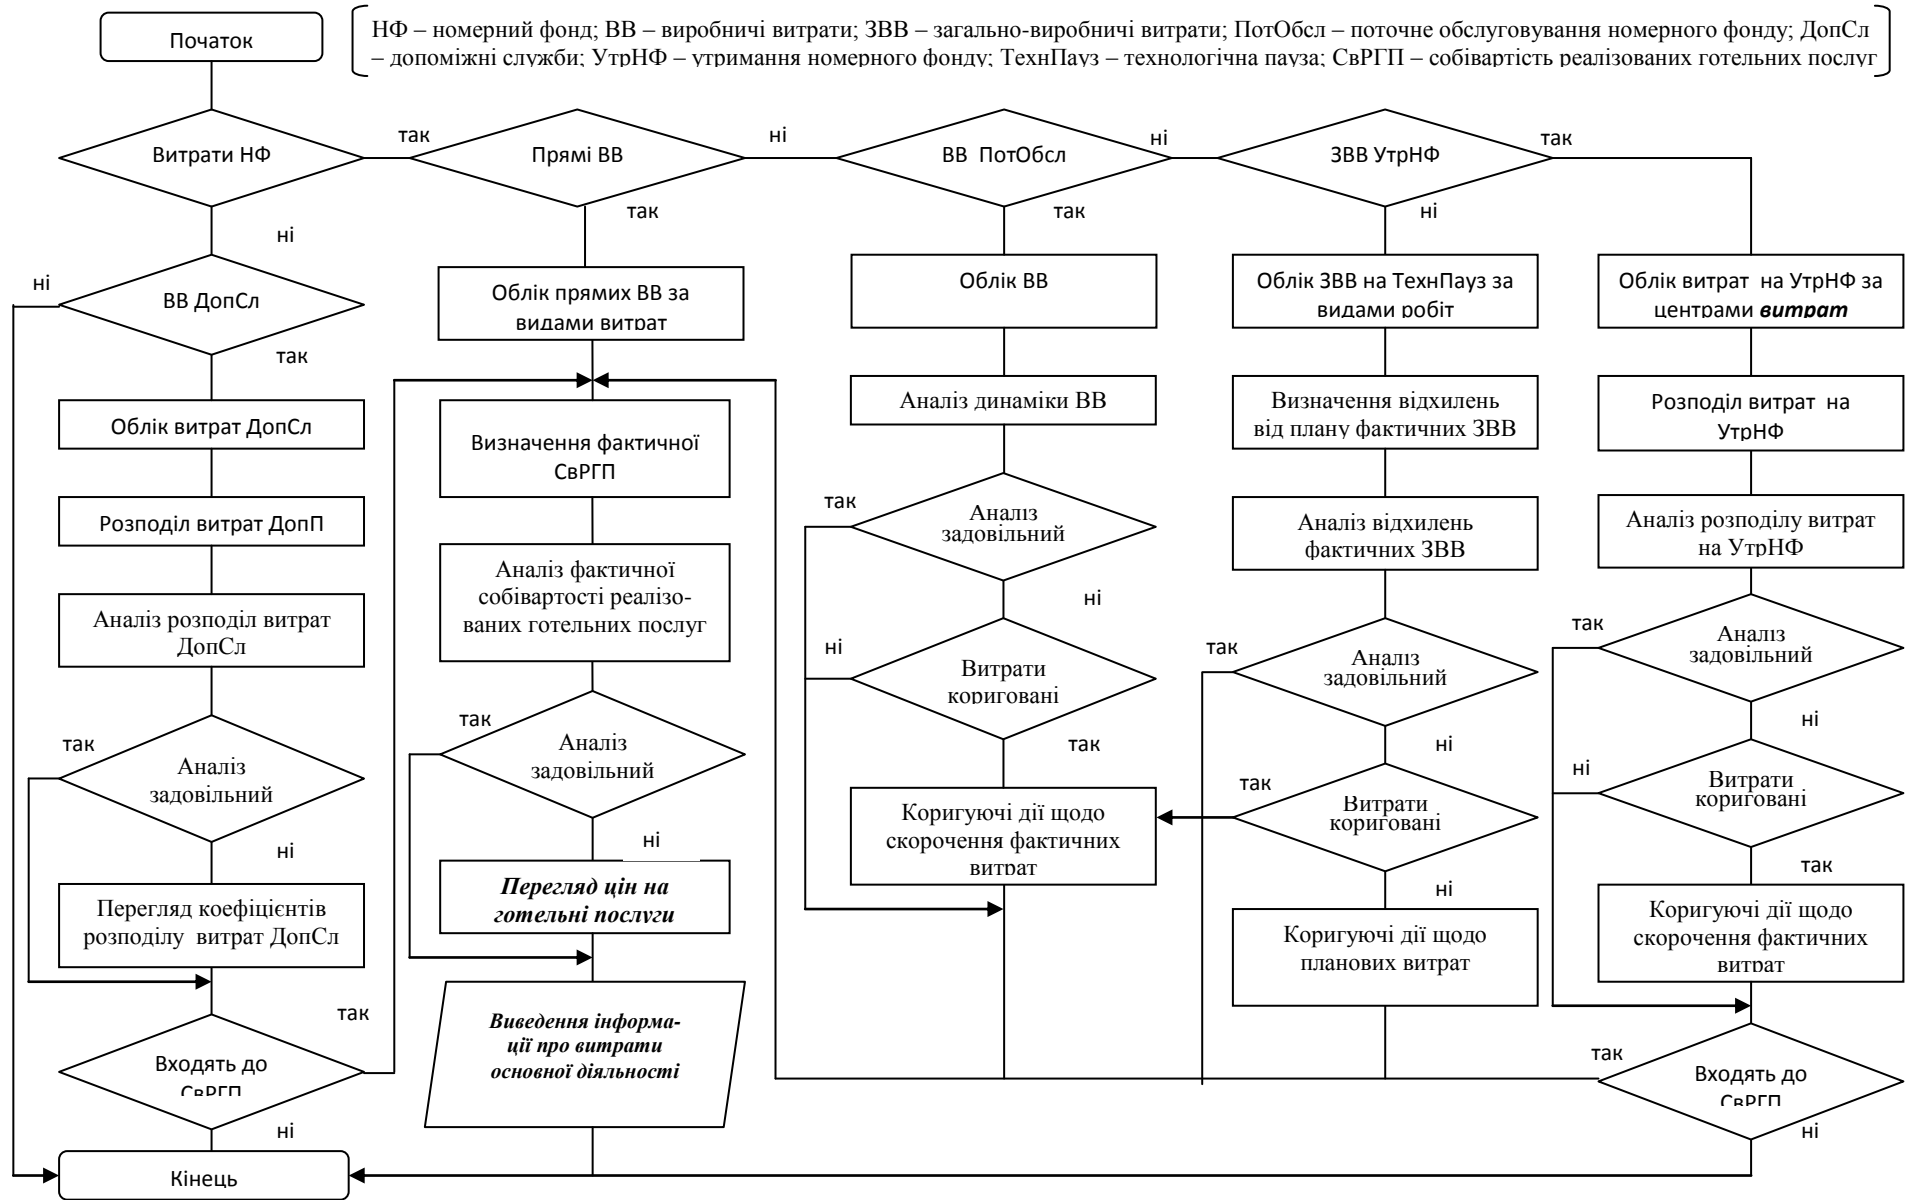 Початок
НФ – номерний фонд; ВВ – виробничі витрати; ЗВВ – загально-виробничі витрати; ПотОбсл – поточне обслуговування номерного фонду; ДопСл
– допоміжні служби; УтрНФ – утримання номерного фонду; ТехнПауз – технологічна пауза; СвРГП – собівартість реалізованих готельних послуг
Витрати НФ
так
Прямі ВВ
ні
ВВ ПотОбсл
ні
ЗВВ УтрНФ
так
ні
так
так
ні
ні
ВВ ДопСл
так
Облік витрат ДопСл
Розподіл витрат ДопП
Аналіз розподіл витрат
ДопСл
так
Аналіз
задовільний
ні
Перегляд коефіцієнтів
розподілу витрат ДопСл
так
Входять до
СвРГП
ні
Кінець
Облік прямих ВВ за
видами витрат
Визначення фактичної
СвРГП
Аналіз фактичної
собівартості реалізо-
ваних готельних послуг
так
Аналіз
задовільний
ні
Перегляд цін на
готельні послуги
Виведення інформа-
ції про витрати
основної діяльності
Облік ВВ
Аналіз динаміки ВВ
так
Аналіз
задовільний
ні
ні
Витрати
кориговані
так
Коригуючі дії щодо
скорочення фактичних
витрат
Облік ЗВВ на ТехнПауз за
видами робіт
Визначення відхилень
від плану фактичних ЗВВ
Аналіз відхилень
фактичних ЗВВ
так
Аналіз
задовільний
ні
так
Витрати
кориговані
ні
Коригуючі дії щодо
планових витрат
Облік витрат на УтрНФ за
центрами витрат
Розподіл витрат на
УтрНФ
Аналіз розподілу витрат
на УтрНФ
так
Аналіз
задовільний
ні
ні
Витрати
кориговані
так
Коригуючі дії щодо
скорочення фактичних
витрат
так
Входять до
СвРГП
ні